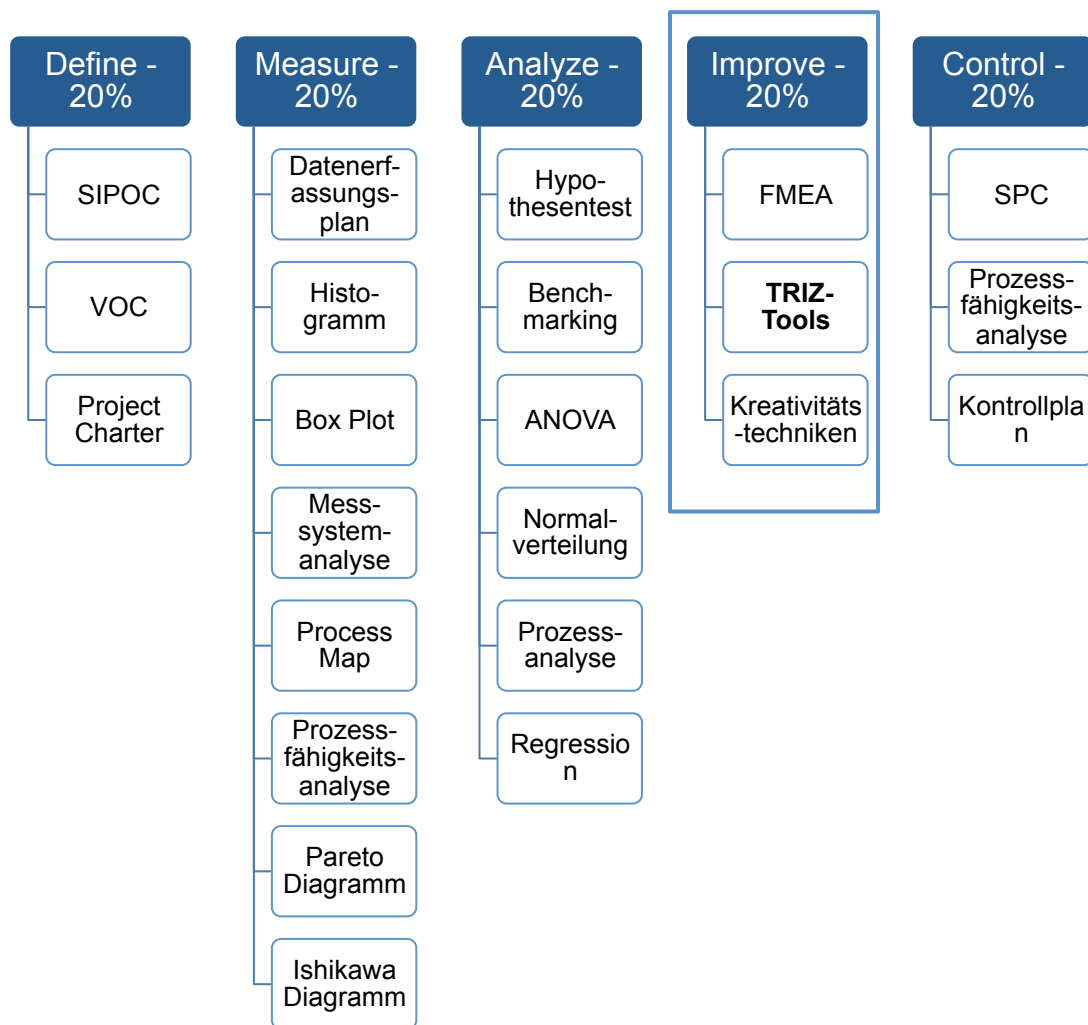 Define -
20%
SIPOC
VOC
Project
Charter
Measure -
20%
Datenerf
assungs-
plan
Histo-
gramm
Box Plot
Mess-
system-
analyse
Process
Map
Prozess-
fähigkeits-
analyse
Pareto
Diagramm
Ishikawa
Diagramm
Analyze -
20%
Hypo-
thesentest
Bench-
marking
ANOVA
Normal-
verteilung
Prozess-
analyse
Regressio
n
Improve -
20%
FMEA
TRIZ-
Tools
Kreativitäts
-techniken
Control -
20%
SPC
Prozess-
fähigkeits-
analyse
Kontrollpla
n